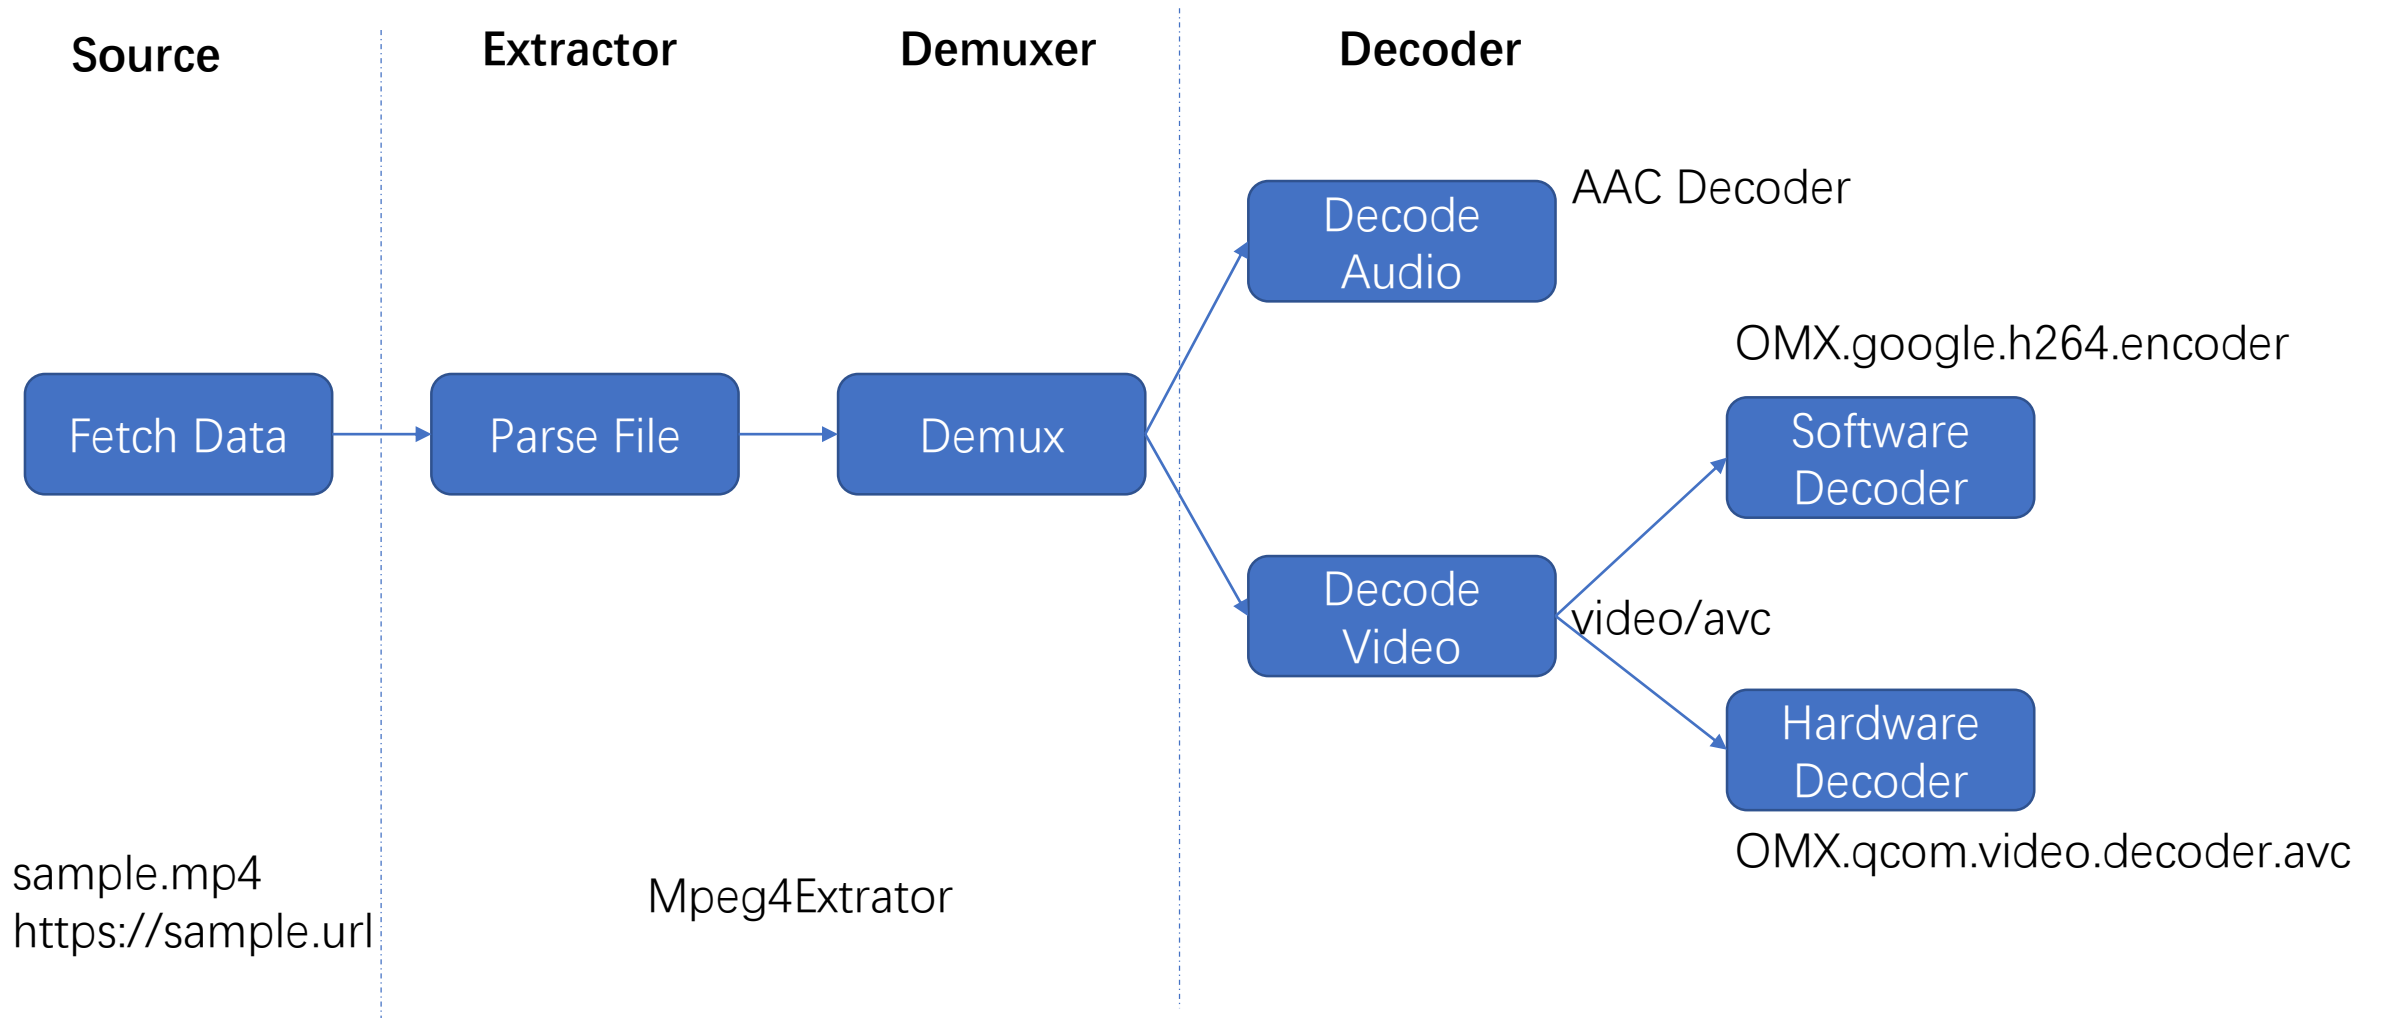 Source
Extractor
Demuxer
Decoder
AAC Decoder
Decode
Audio
OMX.google.h264.encoder
Fetch Data
Parse File
Demux
Software
Decoder
Decode
Video
video/avc
Hardware
Decoder
OMX.qcom.video.decoder.avc
sample.mp4
https://sample.url
Mpeg4Extrator